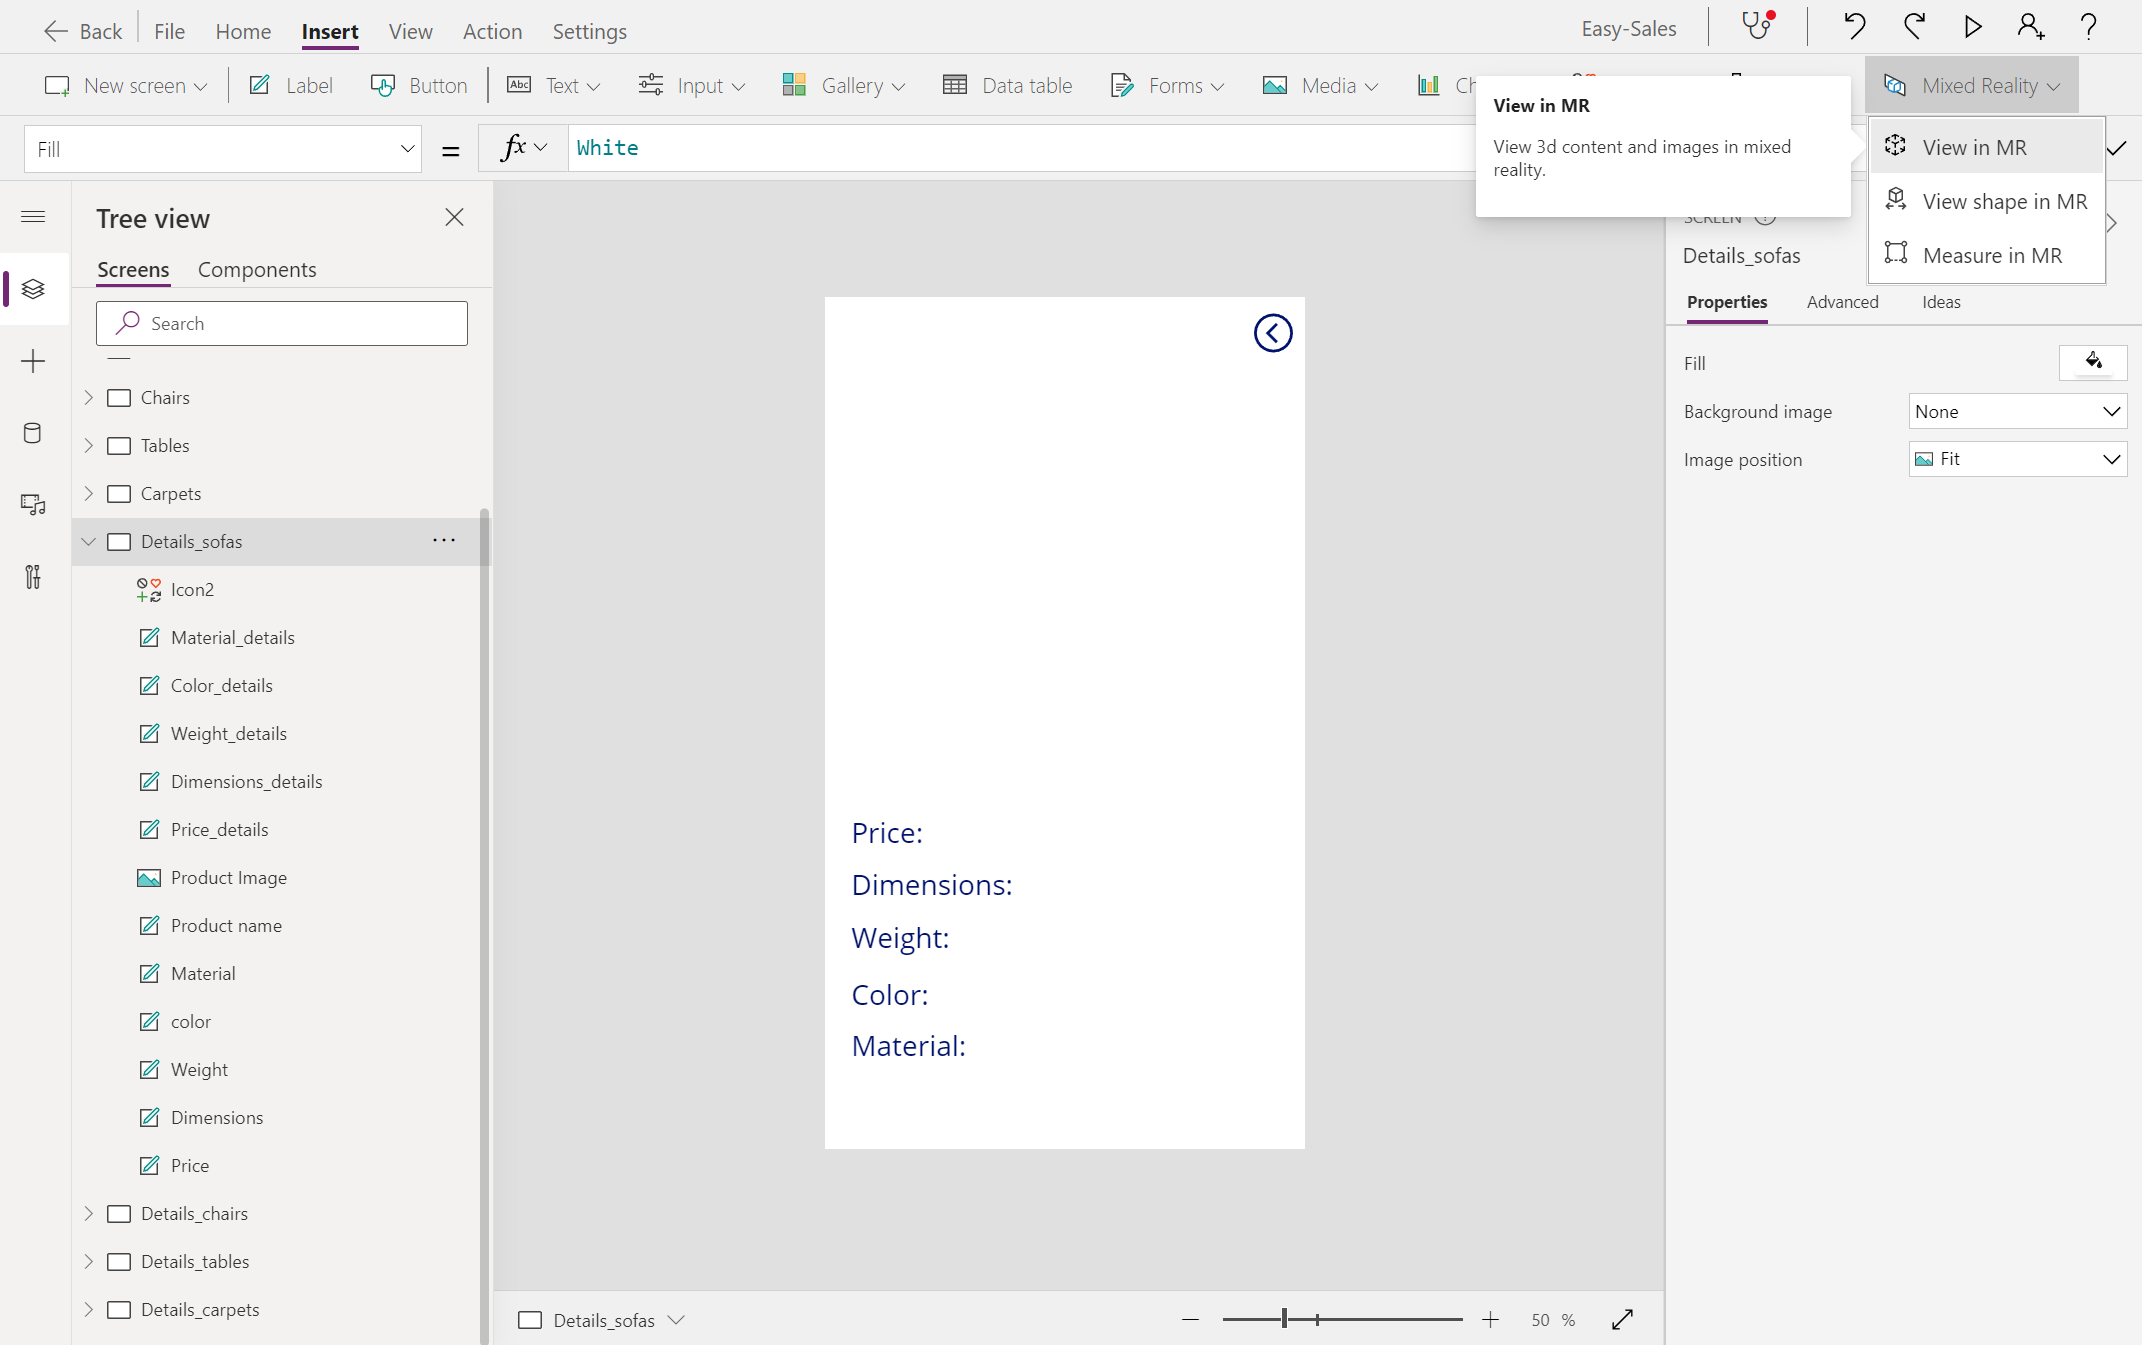 Back File Home Insert View Action Settings Easy-Sales
New screen Label Button Abc Text Input Gallery Data table Forms Media Mixed Reality
View in MR
View 3d content and images in mixed
reality.
View in MR
View shape in MR
Measure in MR
Fill = fx White
Tree view
Screens Components
Search
Chairs
Tables
Carpets
Details_sofas
Icon2
Material_details
Color_details
Weight_details
Dimensions_details
Price_details
Product Image
Product name
Material
color
Weight
Dimensions
Price
Details_chairs
Details_tables
Details_carpets
Price:
Dimensions:
Weight:
Color:
Material:
Details_sofas 50 %
SCREEN
Details_sofas
Properties Advanced Ideas
Fill
Background image None
Image position Fit